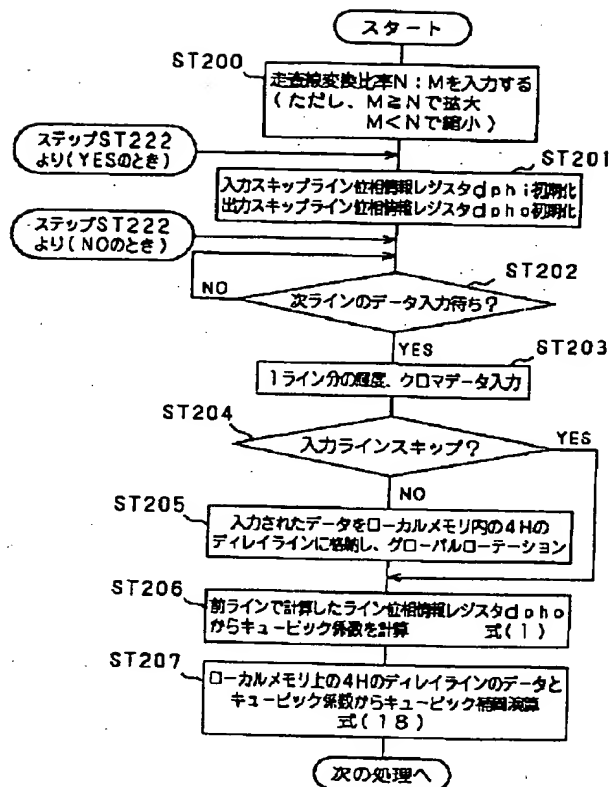 スタート
ST200
走査線変換比率N：Mを入力する
（ただし、M≧Nで拡大
M<Nで縮小）
ステップST222
より（YESのとき）
ST201
入力スキップライン位相情報レジスタdphi初期化
出力スキップライン位相情報レジスタdpho初期化
ステップST222
より（NOのとき）
ST202
NO
次ラインのデータ入力待ち？
YES
ST203
1ライン分の輝度、クロマデータ入力
ST204
入力ラインスキップ？
YES
NO
ST205
入力されたデータをローカルメモリ内の4Hの
ディレイラインに格納し、グローバルローテーション
ST206
前ラインで計算したライン位相情報レジスタdpho
からキュービック係数を計算 式（1）
ST207
ローカルメモリ上の4Hのディレイラインのデータと
キュービック係数からキュービック補間演算
式（18）
次の処理へ